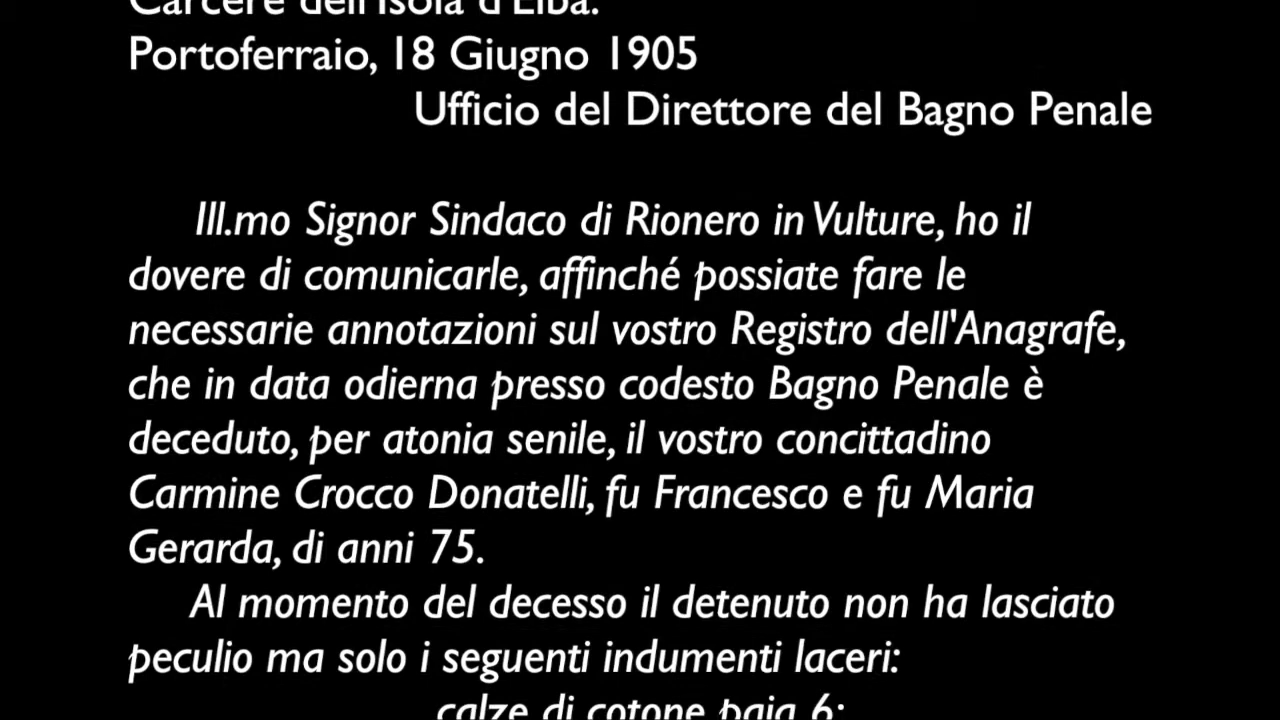 Carcere dell'Isola d'Elba.
Portoferraio, 18 Giugno 1905
Ufficio del Direttore del Bagno Penale
Ill.mo Signor Sindaco di Rionero in Vulture, ho il
dovere di comunicarle, affinché possiate fare le
necessarie annotazioni sul vostro Registro dell'Anagrafe,
che in data odierna presso codesto Bagno Penale è
deceduto, per atonia senile, il vostro concittadino
Carmine Crocco Donatelli, fu Francesco e fu Maria
Gerarda, di anni 75.
Al momento del decesso il detenuto non ha lasciato
peculio ma solo i seguenti indumenti laceri:
calze di cotone paia 6;